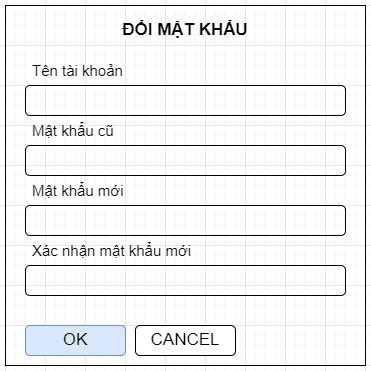 ĐỔI MẬT KHẨU
Tên tài khoản
Mật khẩu cũ
Mật khẩu mới
Xác nhận mật khẩu mới
OK
CANCEL